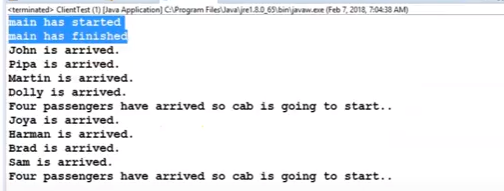 <terminated> ClientTest (1) [Java Application] C:\Program Files\Java\jre1.8.0_65\bin\javaw.exe (Feb 7, 2018, 7:04:38 AM)
main has started
main has finished
John is arrived.
Pipa is arrived.
Martin is arrived.
Dolly is arrived.
Four passengers have arrived so cab is going to start..
Joya is arrived.
Harman is arrived.
Brad is arrived.
Sam is arrived.
Four passengers have arrived so cab is going to start..